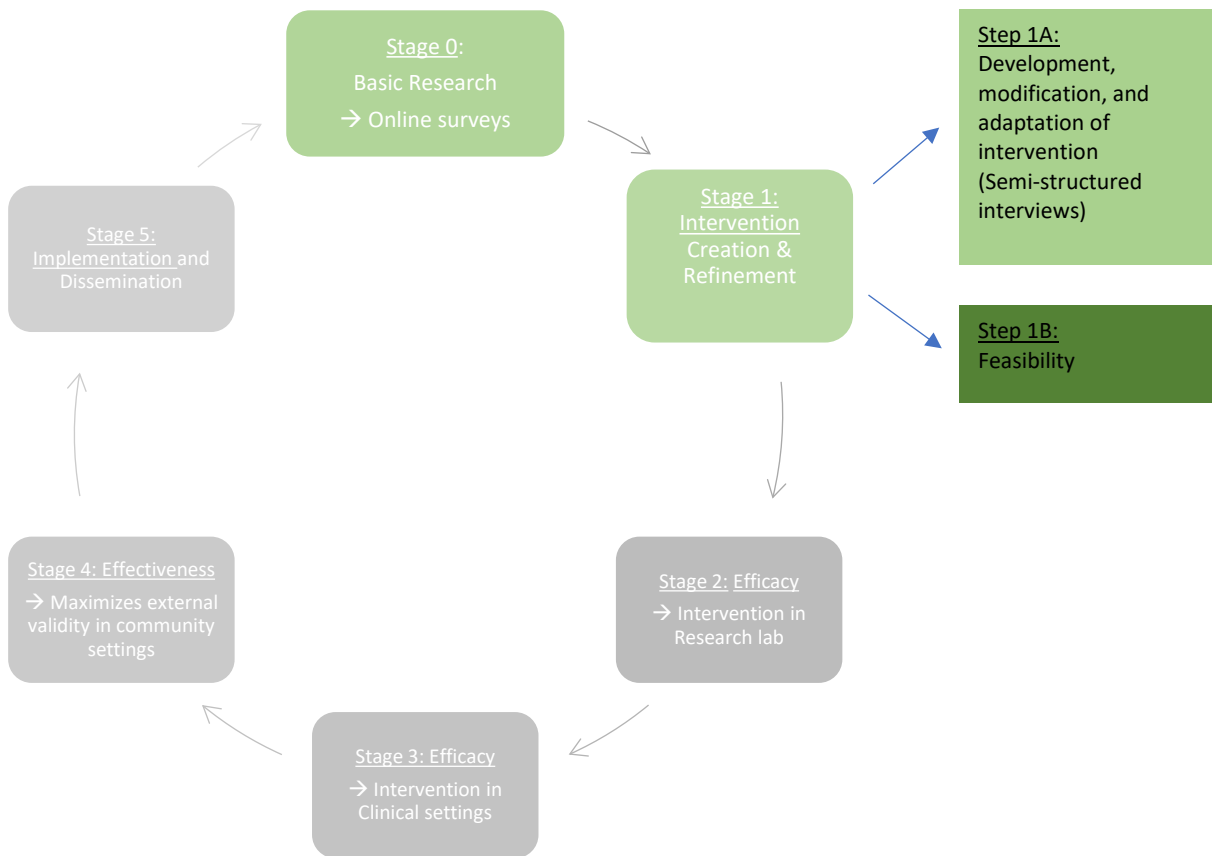 Stage 0:
Basic Research
→ Online surveys
Step 1A:
Development,
modification, and
adaptation of
intervention
(Semi-structured
interviews)
Stage 1:
Intervention
Creation &
Refinement
Step 1B:
Feasibility
Stage 2: Efficacy
→ Intervention in
Research lab
Stage 3: Efficacy
→ Intervention in
Clinical settings
Stage 4: Effectiveness
→ Maximizes external
validity in community
settings
Stage 5:
Implementation and
Dissemination